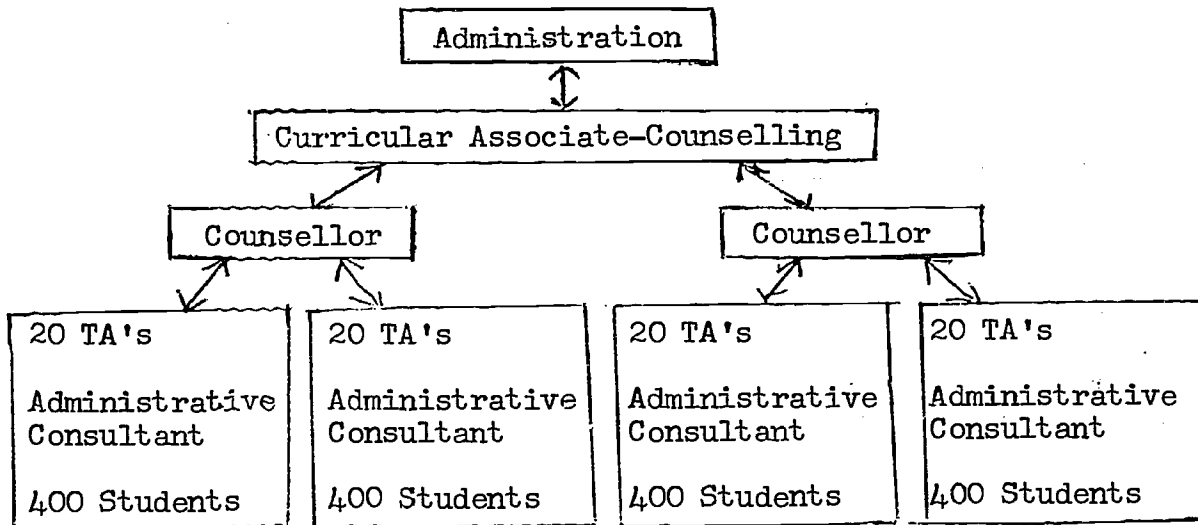 Administration
Curricular Associate-Counselling
Counsellor
Counsellor
20 TA's
Administrative
Consultant
400 Students
20 TA's
Administrative
Consultant
400 Students
20 TA's
Administrative
Consultant
400 Students
20 TA's
Administrative
Consultant
400 Students